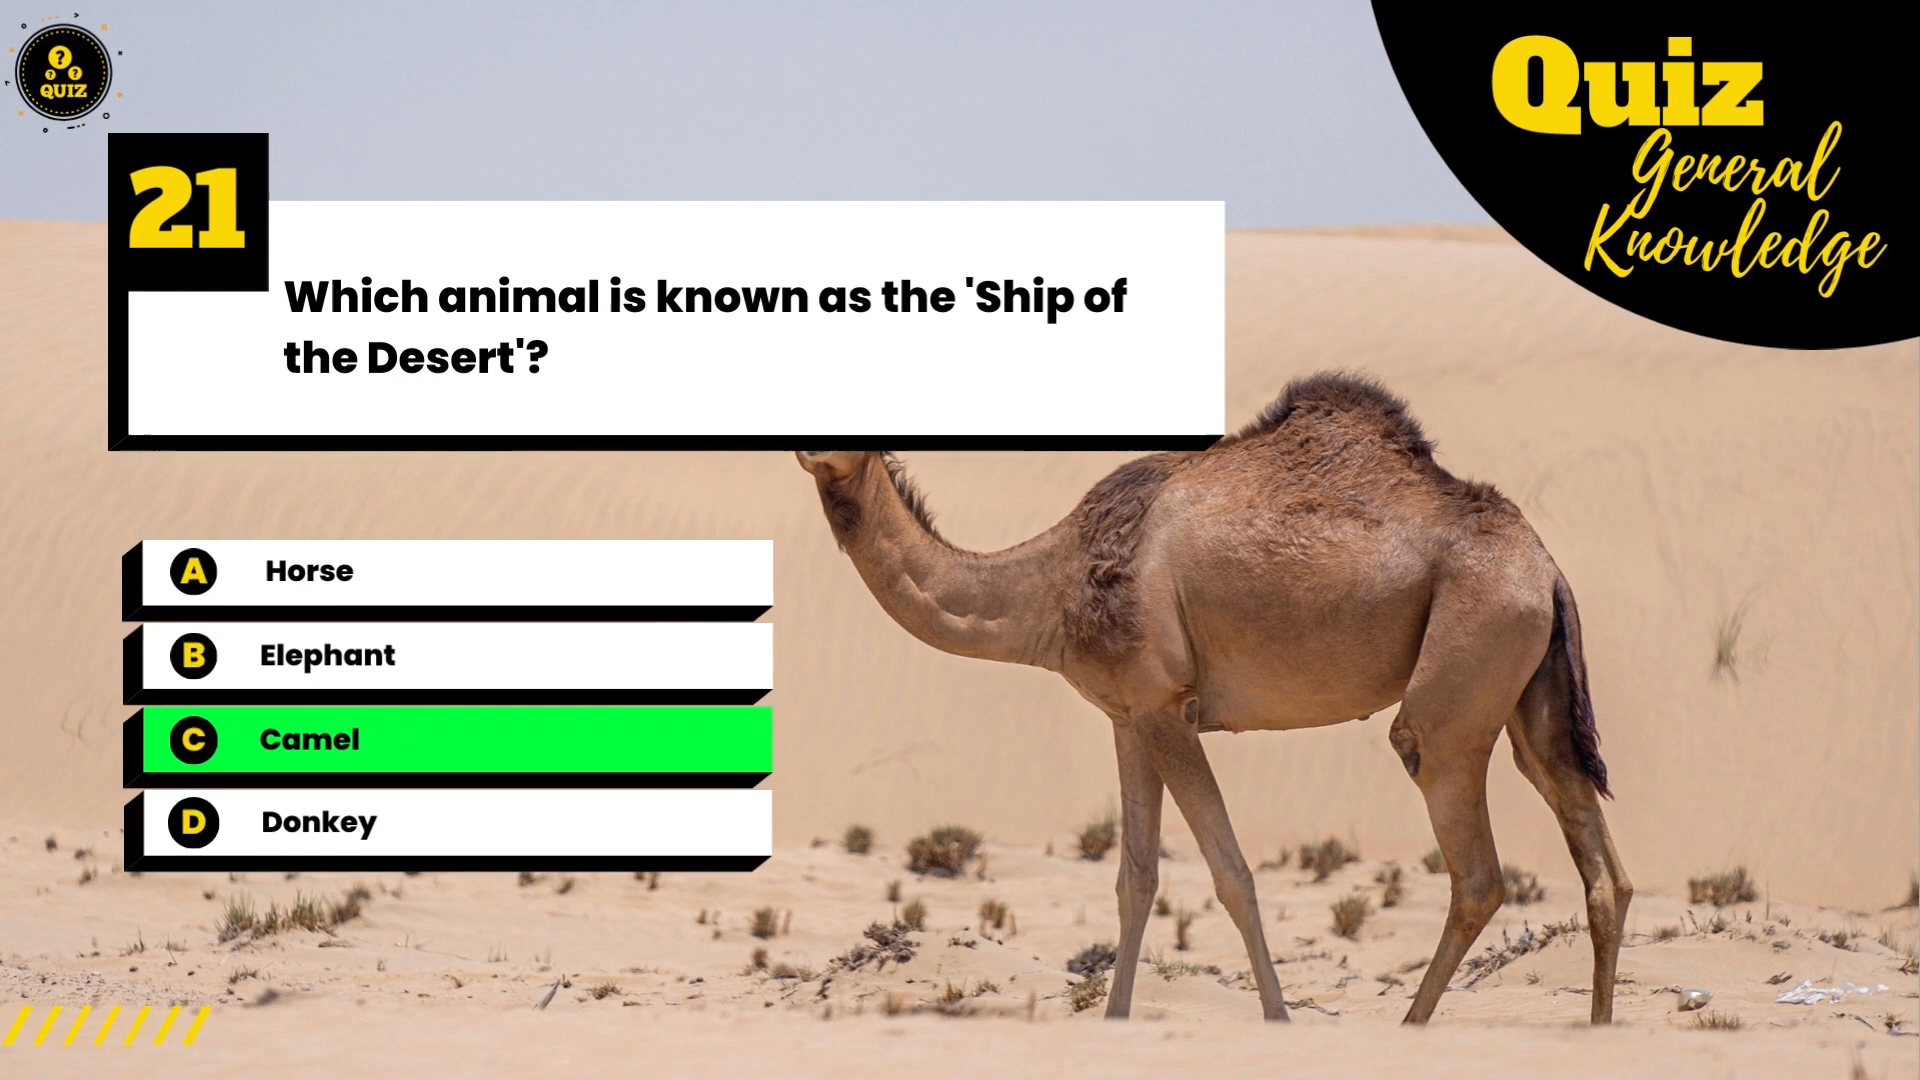 ? ? ?
QUIZ
Quiz
General
Knowledge
21
Which animal is known as the 'Ship of
the Desert'?
A Horse
B Elephant
C Camel
D Donkey